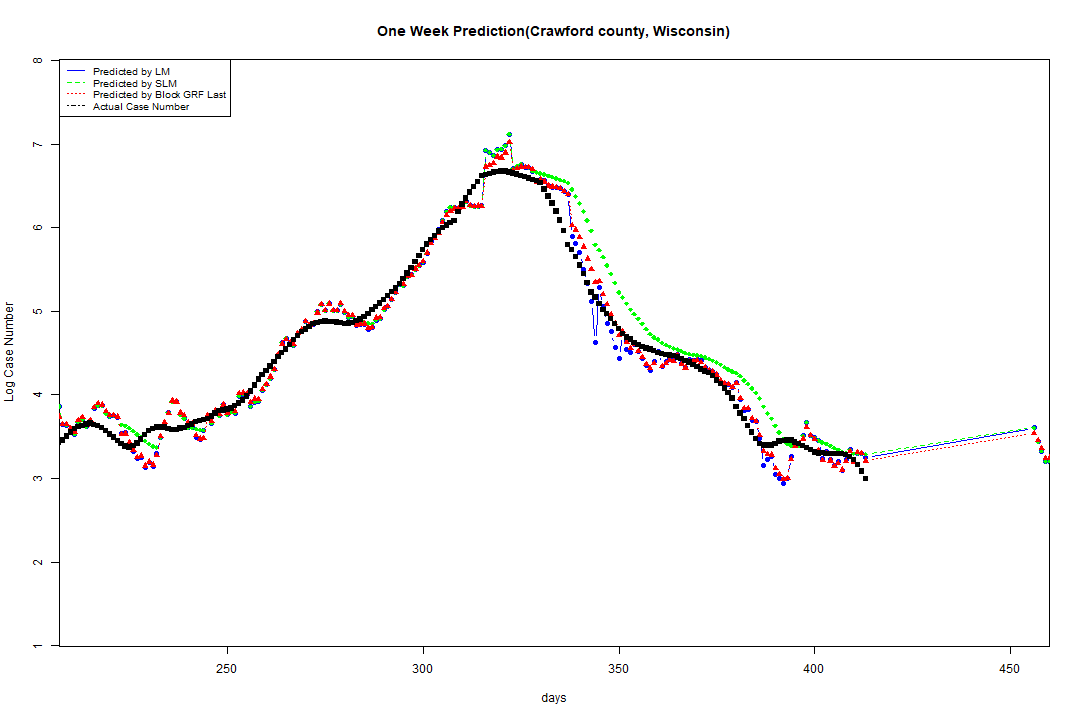 One Week Prediction(Crawford county, Wisconsin)
Predicted by LM
Predicted by SLM
Predicted by Block GRF Last
Actual Case Number
Log Case Number
8
7
6
5
4
3
2
1
250 300 350 400 450
days